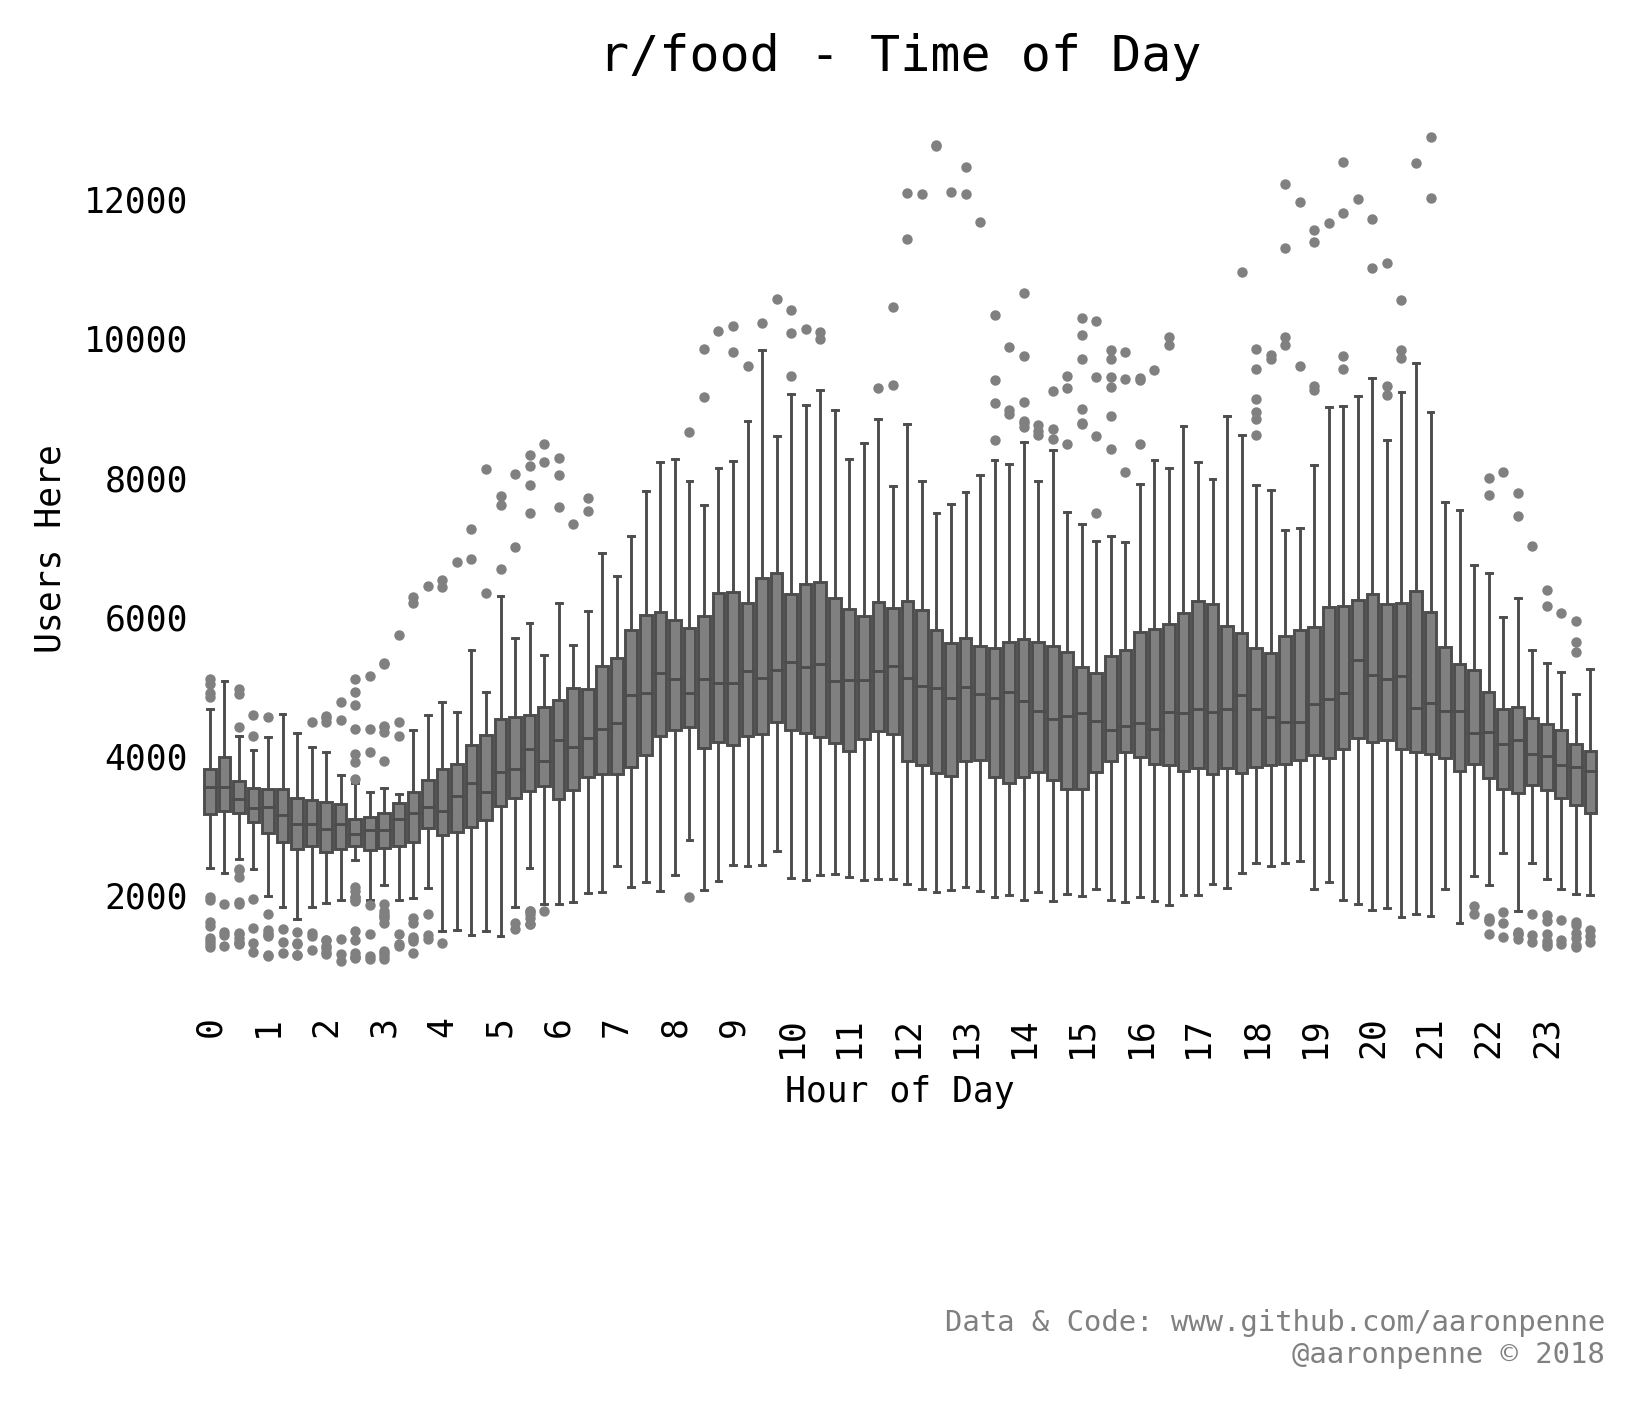 r/food - Time of Day
12000
10000
8000
6000
4000
2000
Users Here
0 1 2 3 4 5 6 7 8 9 10 11 12 13 14 15 16 17 18 19 20 21 22 23
Hour of Day
Data & Code: www.github.com/aaronpenne
@aaronpenne © 2018